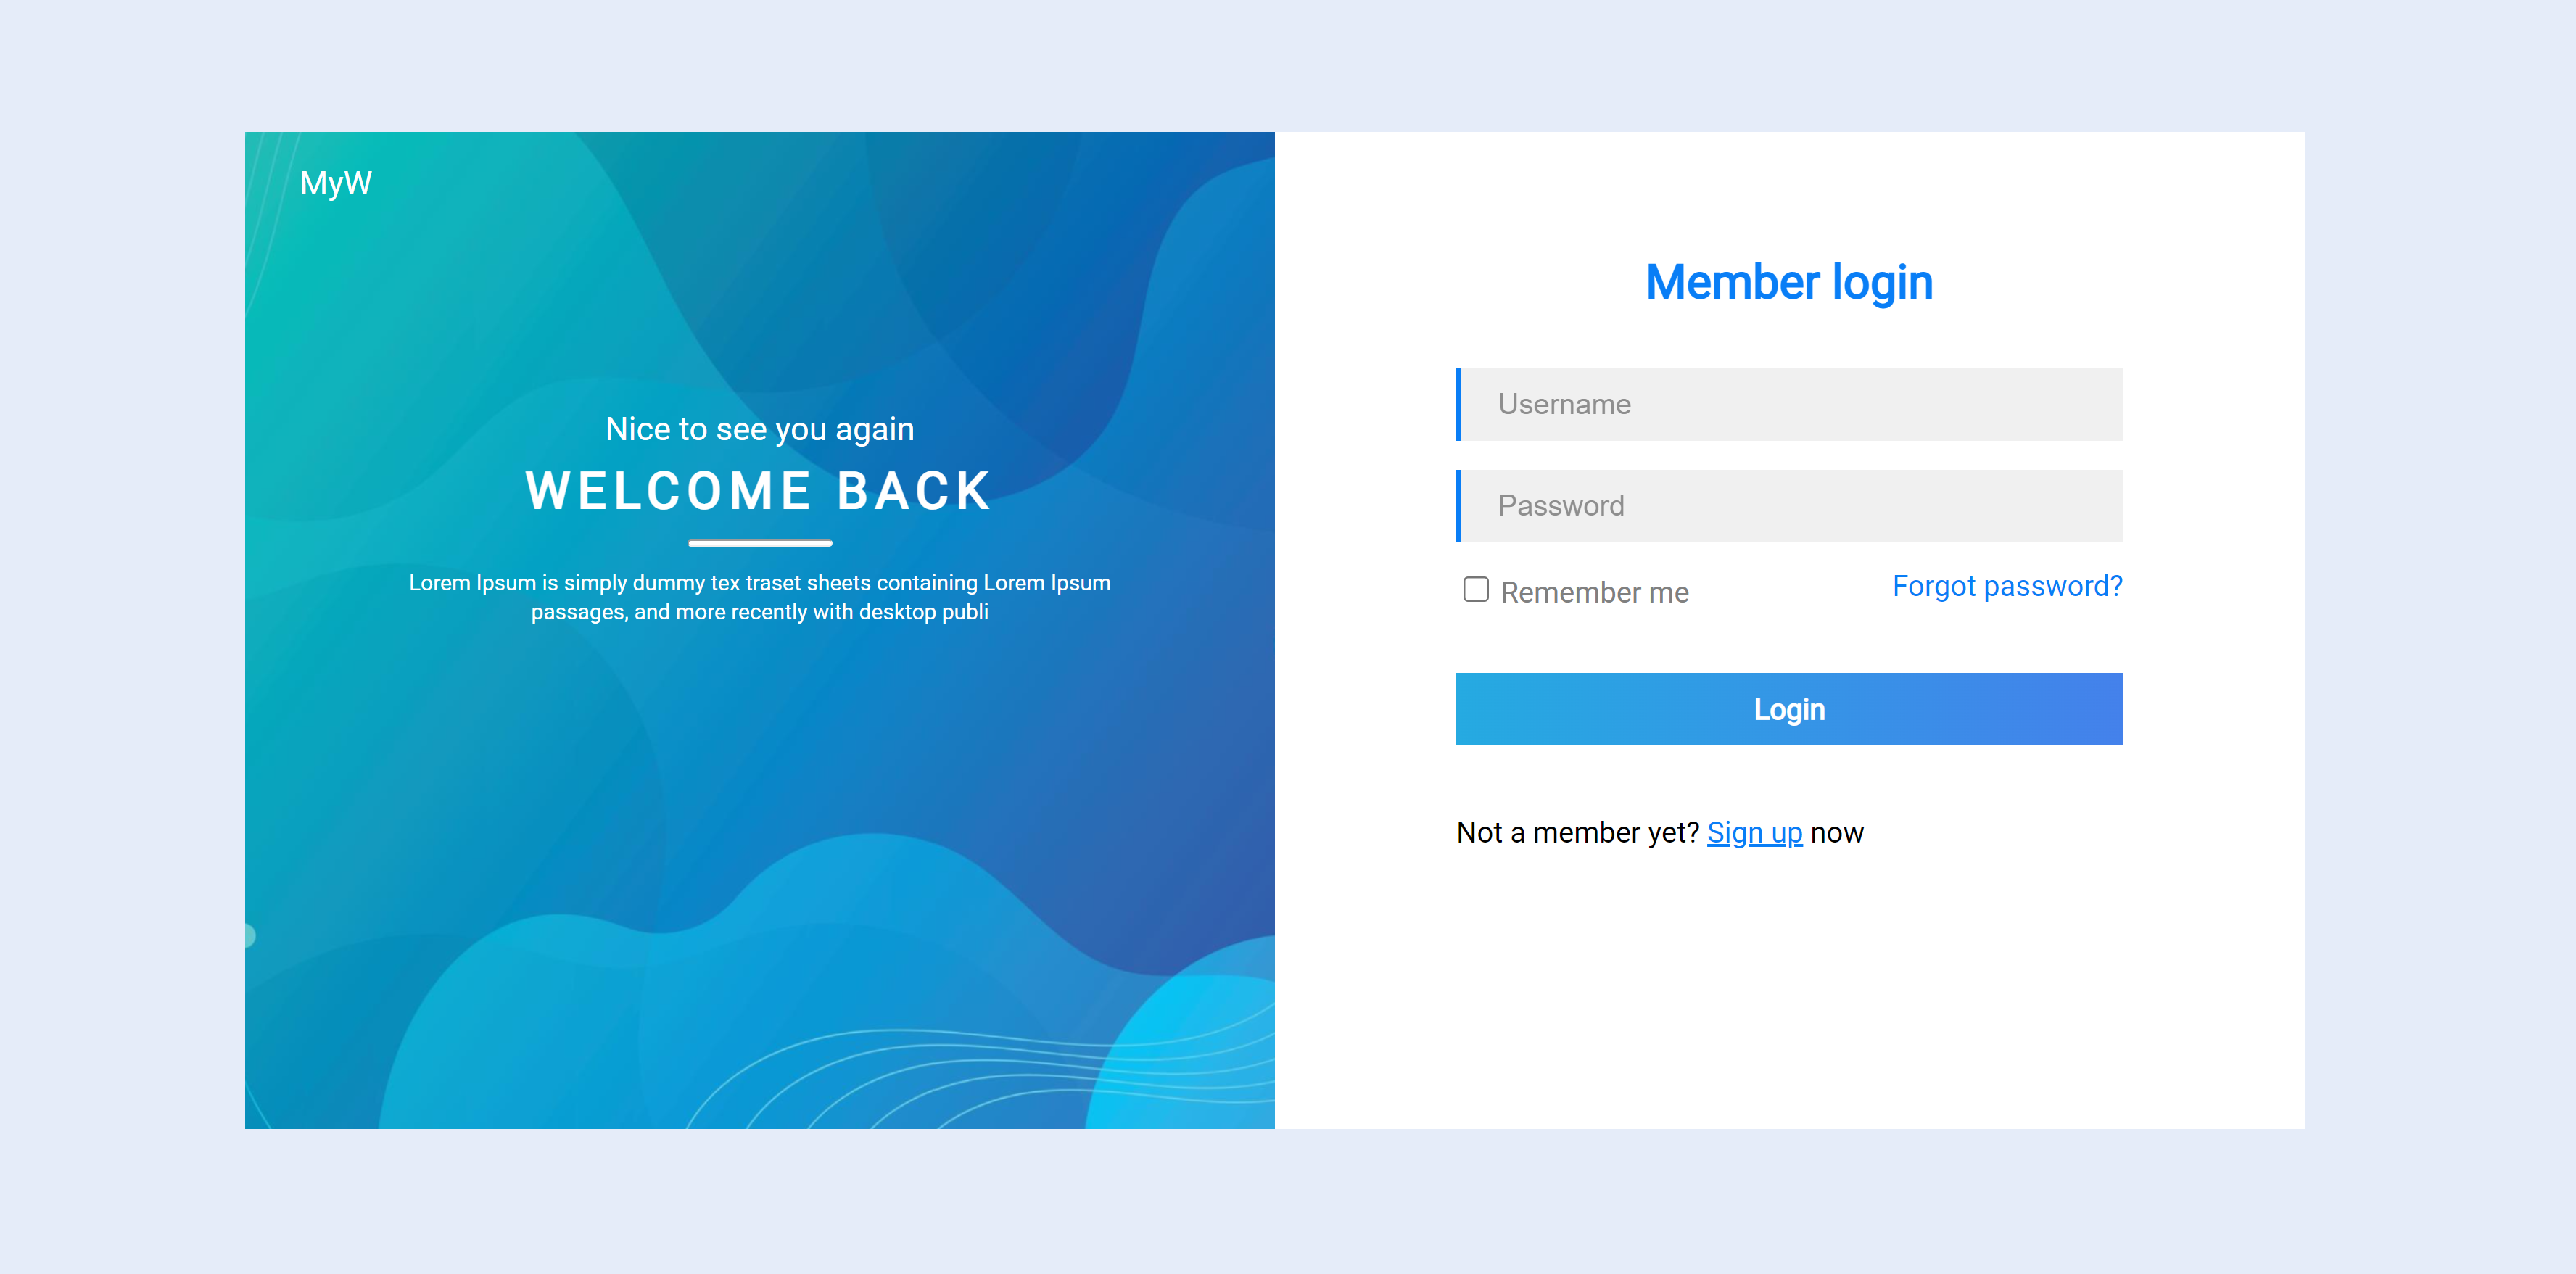 MyW
Nice to see you again
WELCOME BACK
Lorem Ipsum is simply dummy tex traset sheets containing Lorem Ipsum
passages, and more recently with desktop publi
Member login
Username
Password
Remember me
Forgot password?
Login
Not a member yet? Sign up now